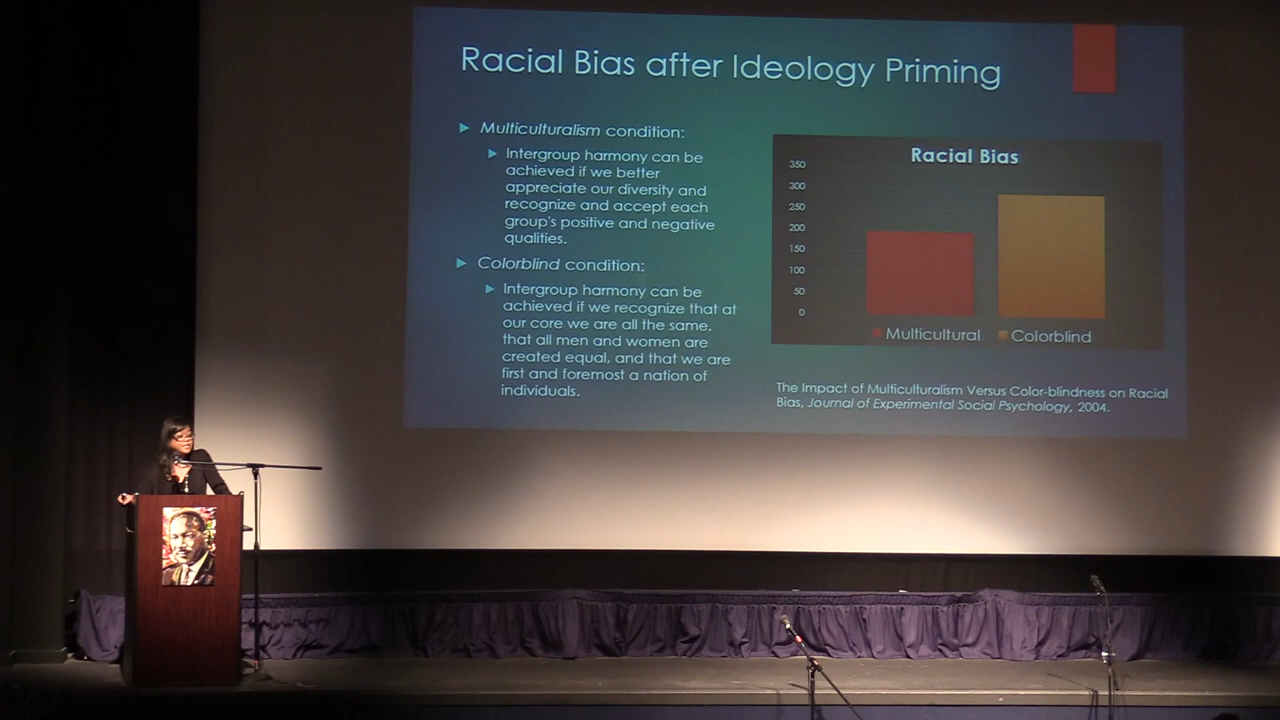 Racial Bias after Ideology Priming
▶ Multiculturalism condition:
▶ Intergroup harmony can be
achieved if we better
appreciate our diversity and
recognize and accept each
group's positive and negative
qualities.
▶ Colorblind condition:
▶ Intergroup harmony can be
achieved if we recognize that at
our core we are all the same,
that all men and women are
created equal, and that we are
first and foremost a nation of
individuals.
Racial Bias
350
300
250
200
150
100
50
0
Multicultural Colorblind
The Impact of Multiculturalism Versus Color-blindness on Racial
Bias, Journal of Experimental Social Psychology, 2004.